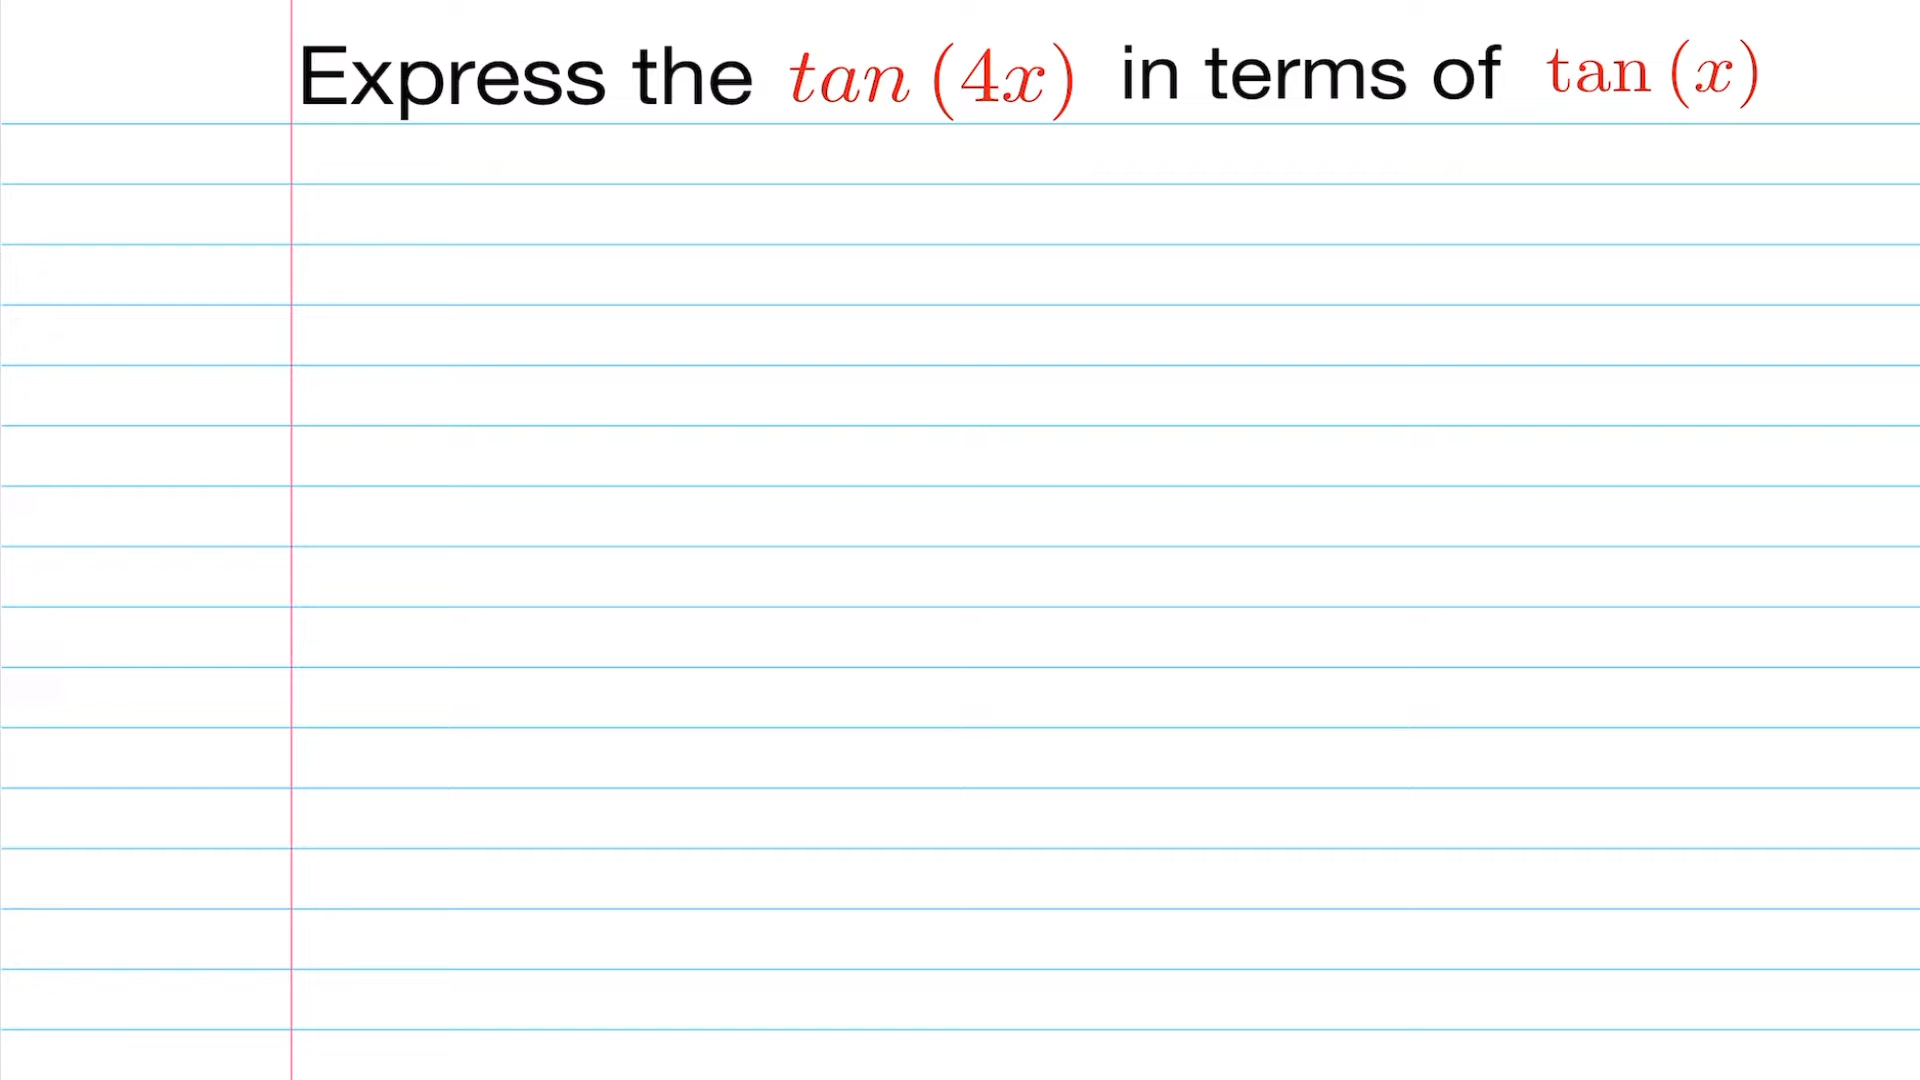 Express the tan (4x) in terms of tan (x)